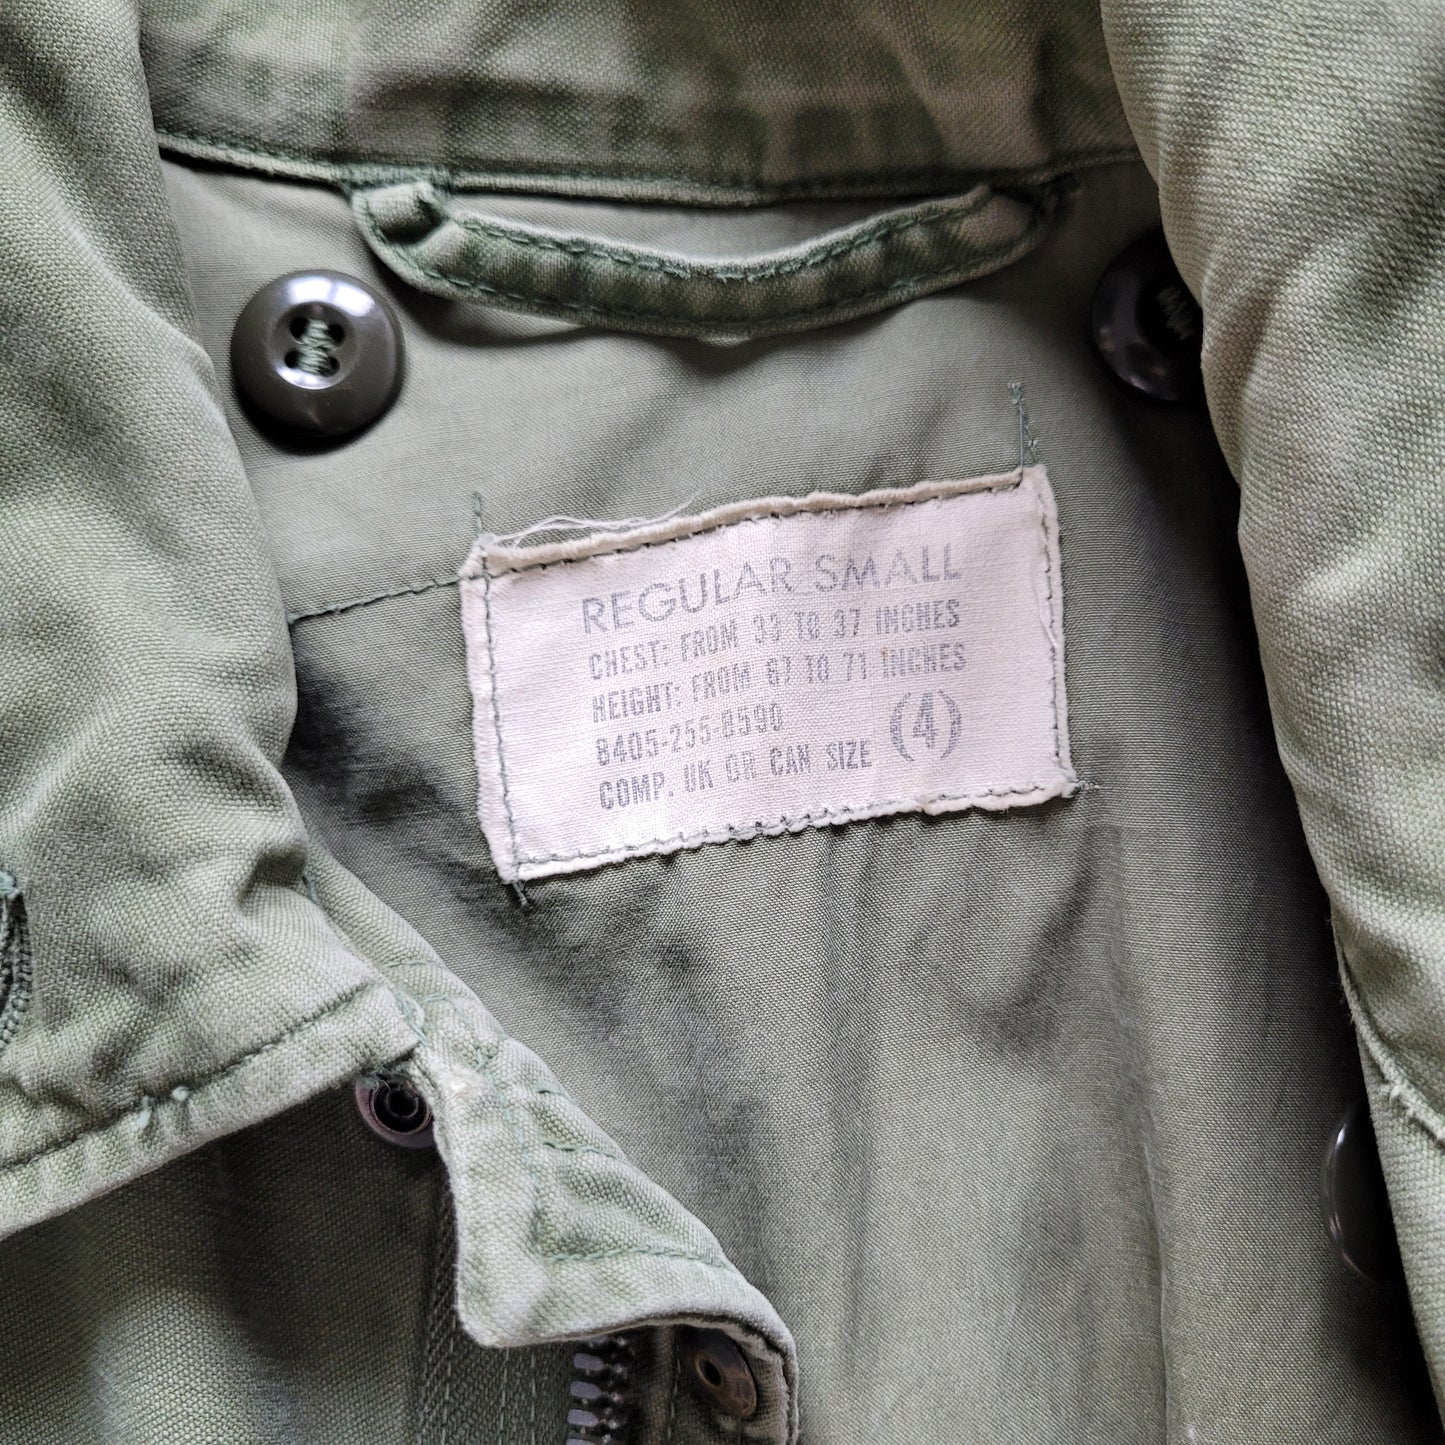 REGULAR SMALL
CHEST: FROM 33 TO 37 INCHES
HEIGHT: FROM 67 TO 71 INCHES
8405-255-8590
COMP. UK OR CAN SIZE (4)